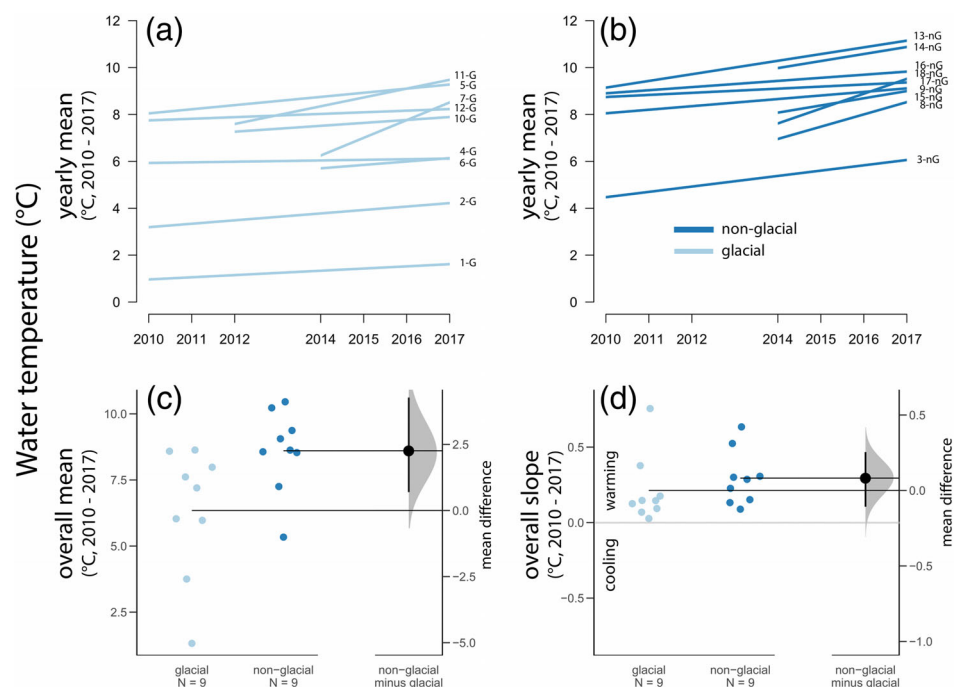 Water temperature (°C)
(a)
yearly mean
(°C, 2010 - 2017)
12
10
8
6
4
2
0
2010 2011 2012 2014 2015 2016 2017
11-G
5-G
7-G
12-G
10-G
4-G
6-G
2-G
1-G
(b)
yearly mean
(°C, 2010 - 2017)
12
10
8
6
4
2
0
2010 2011 2012 2014 2015 2016 2017
13-nG
14-nG
16-nG
18-nG
17-nG
9-nG
15-nG
8-nG
3-nG
non-glacial
glacial
(c)
overall mean
(°C, 2010 - 2017)
10.0
7.5
5.0
2.5
2.5
0.0
−2.5
−5.0
mean difference
glacial
N = 9
non−glacial
N = 9
non−glacial
minus glacial
(d)
overall slope
(°C, 2010 - 2017)
warming
cooling
0.5
0.0
−0.5
0.5
0.0
−0.5
−1.0
mean difference
glacial
N = 9
non−glacial
N = 9
non−glacial
minus glacial